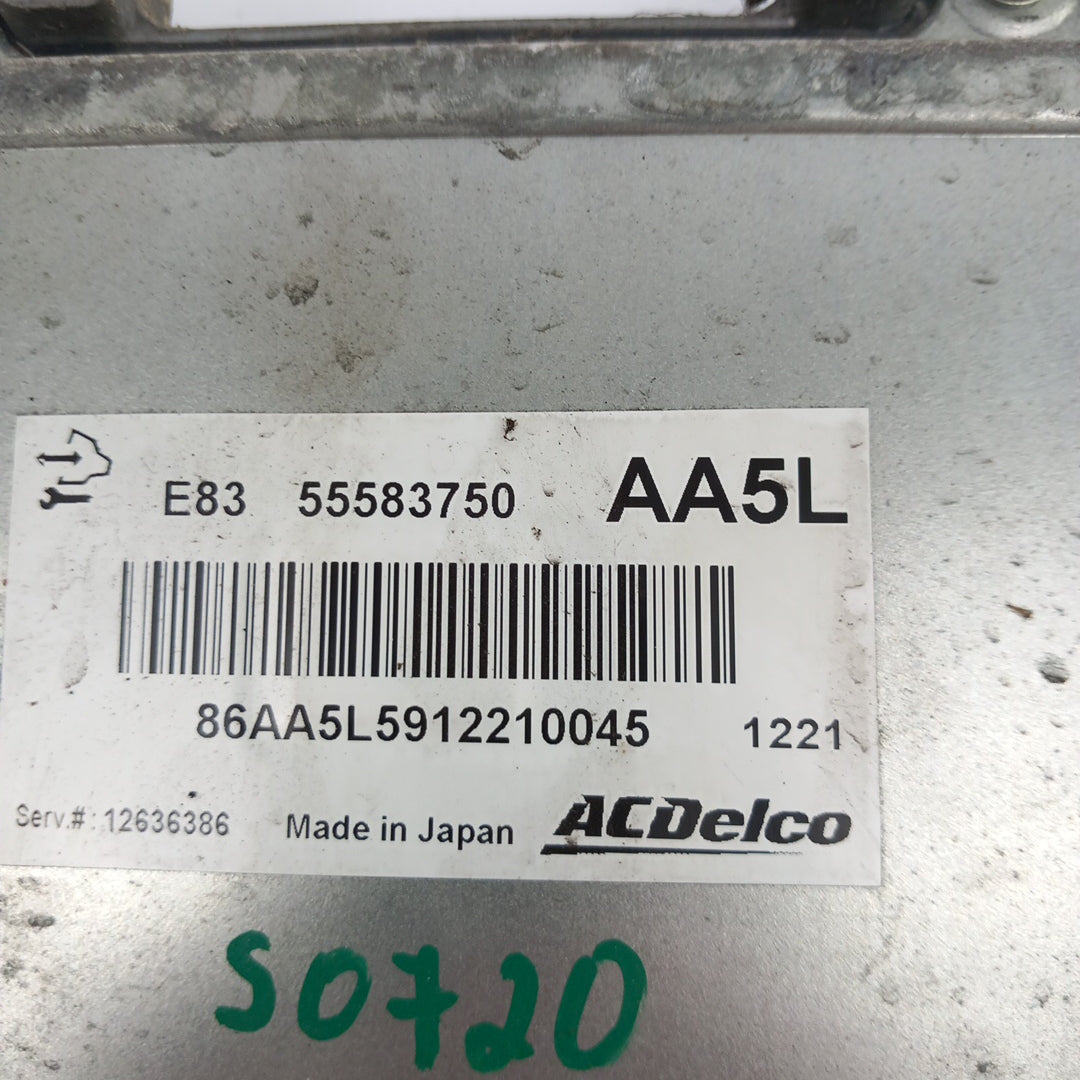 E83 55583750 AA5L
86AA5L5912210045 1221
Serv.#: 12636386 Made in Japan ACDelco
S0720